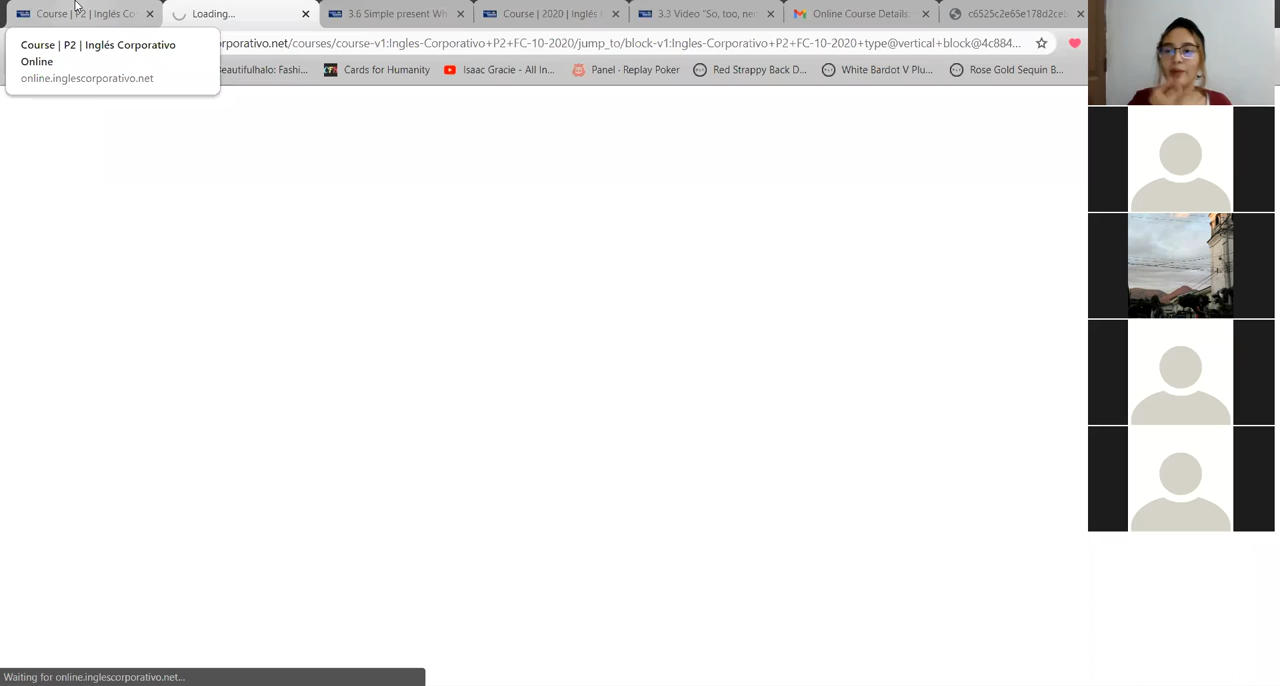 Course | P2 | Inglés Co
Loading...
3.6 Simple present Wh
Course | 2020 | Inglés
3.3 Video "So, too, nei
Online Course Details:
c6525c2e65e178d2ceb
Course | P2 | Inglés Corporativo
Online
online.inglescorporativo.net
orporativo.net/courses/course-v1:Ingles-Corporativo+P2+FC-10-2020/jump_to/block-v1:Ingles-Corporativo+P2+FC-10-2020+type@vertical+block@4c884...
Beautifulhalo: Fashi...
Cards for Humanity
Isaac Gracie - All In...
Panel · Replay Poker
Red Strappy Back D...
White Bardot V Plu...
Rose Gold Sequin B...
Waiting for online.inglescorporativo.net...